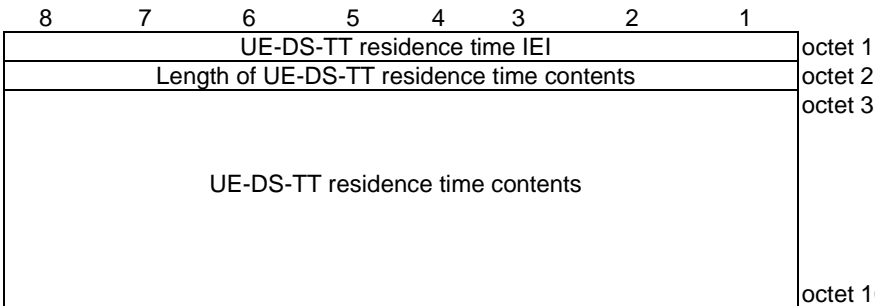 8 7 6 5 4 3 2 1
UE-DS-TT residence time IEI octet 1
Length of UE-DS-TT residence time contents octet 2
octet 3
UE-DS-TT residence time contents
octet